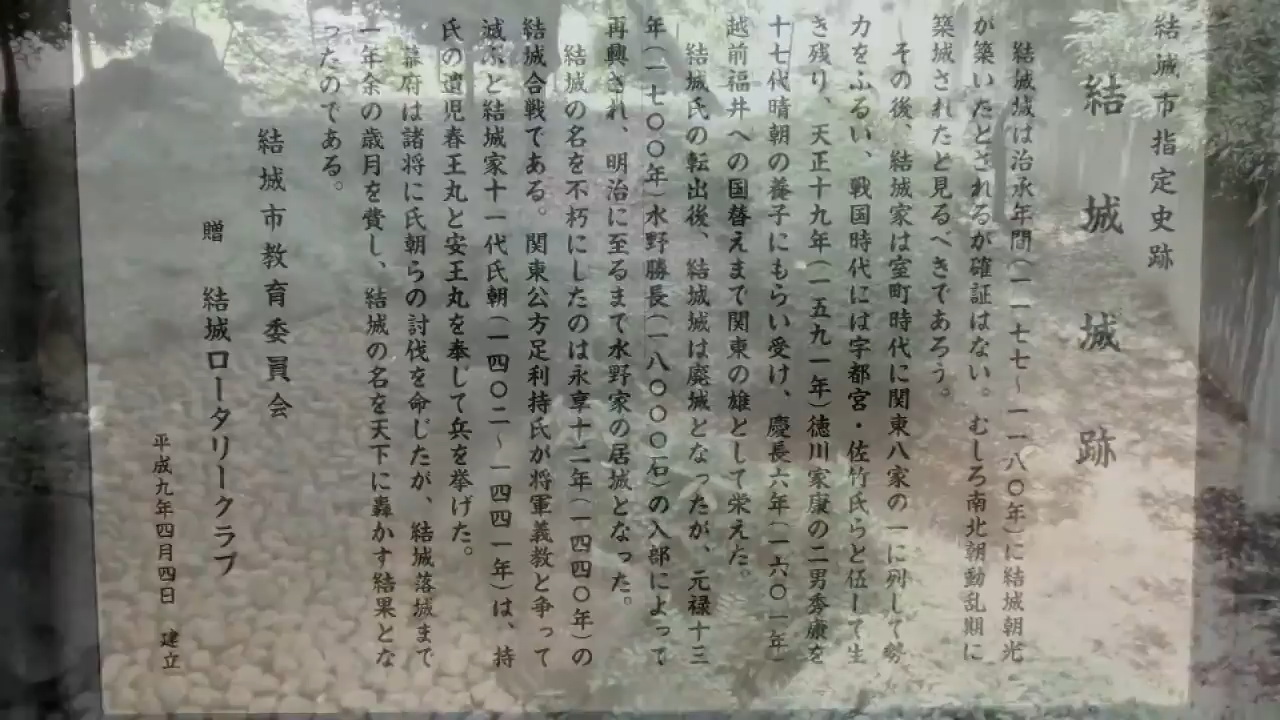 結城市指定史跡
結城城跡
結城城は治承年間(一一七七~一一八〇年)に結城朝光
が築いたとされるが確証はない。むしろ南北朝動乱期に
築城されたと見るべきであろう。
その後、結城家は室町時代に関東八家の一に列して勢
力をふるい、戦国時代には宇都宮・佐竹氏らと伍して生
き残り、天正十九年(一五九一年)徳川家康の二男秀康を
十七代晴朝の養子にもらい受け、慶長六年(一六〇一年)
越前福井への国替えまで関東の雄として栄えた。
結城氏の転出後、結城城は廃城となったが、元禄十三
年(一七〇〇年)水野勝長(一八〇〇〇石)の入部によって
再興され、明治に至るまで水野家の居城となった。
結城の名を不朽にしたのは永享十二年(一四四〇年)の
結城合戦である。関東公方足利持氏が将軍義教と争って
滅ぶと結城家十一代氏朝(一四〇二~一四四一年)は、持
氏の遺児春王丸と安王丸を奉じて兵を挙げた。
幕府は諸将に氏朝らの討伐を命じたが、結城落城まで
一年余の歳月を費し、結城の名を天下に轟かす結果とな
ったのである。
結城市教育委員会
贈 結城ロータリークラブ
平成九年四月四日 建立